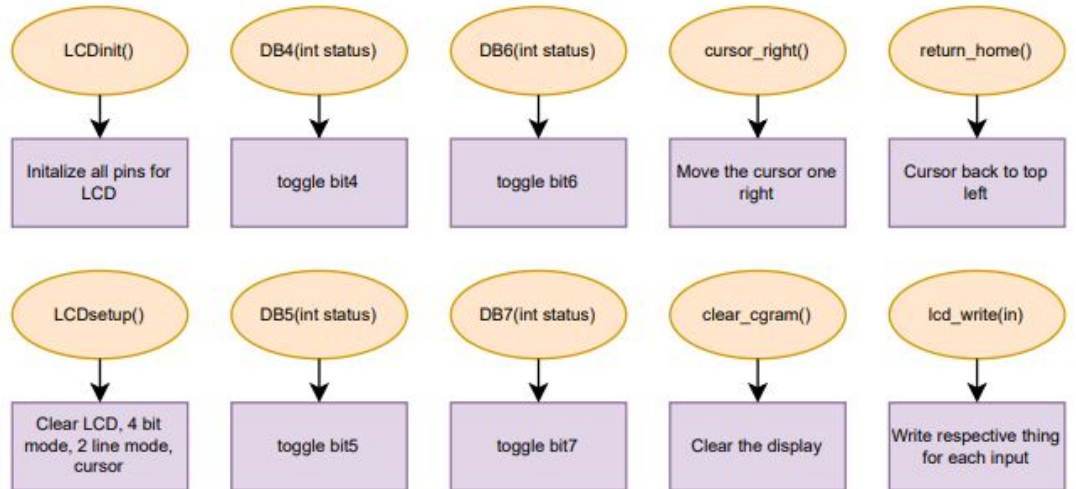 LCDinit()
DB4(int status)
DB6(int status)
cursor_right()
return_home()
Initalize all pins for
LCD
toggle bit4
toggle bit6
Move the cursor one
right
Cursor back to top
left
LCDsetup()
DB5(int status)
DB7(int status)
clear_cgram()
lcd_write(in)
Clear LCD, 4 bit
mode, 2 line mode,
cursor
toggle bit5
toggle bit7
Clear the display
Write respective thing
for each input